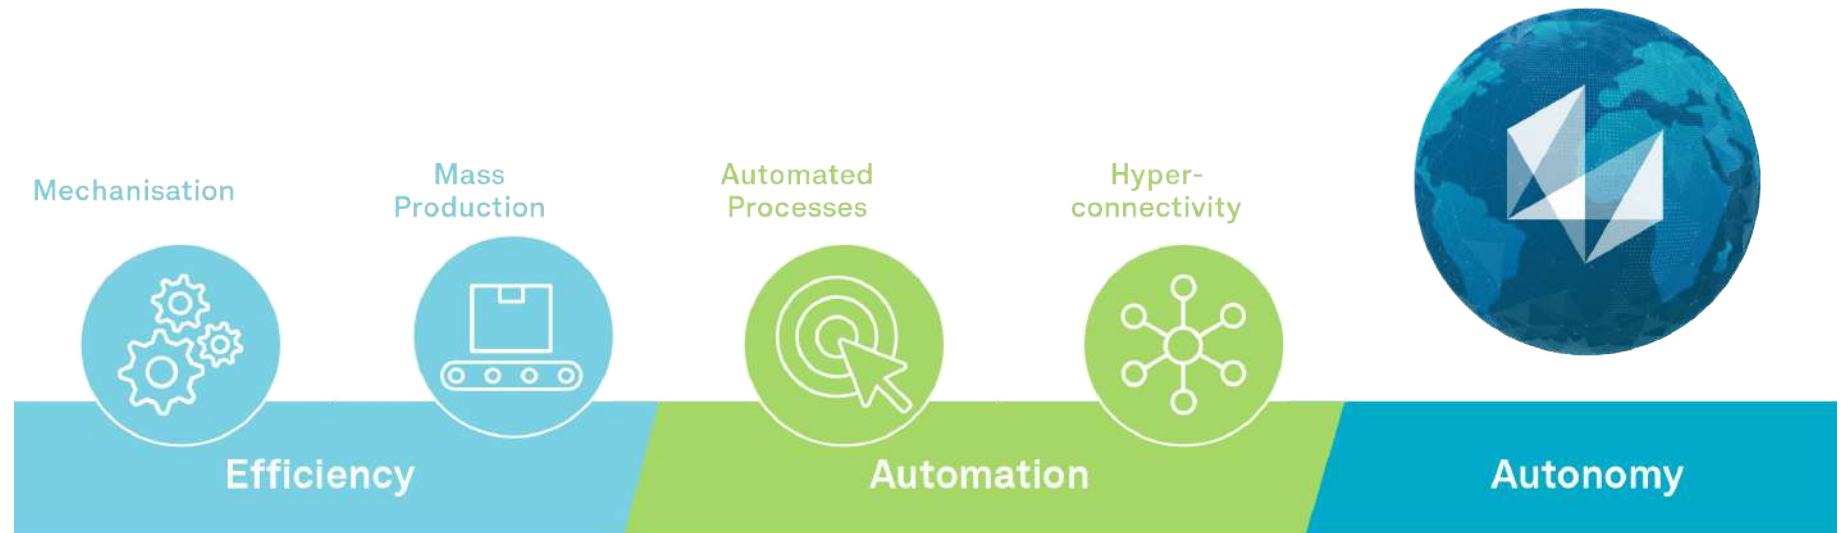 Mechanisation
Mass
Production
Automated
Processes
Hyper-
connectivity
Efficiency
Automation
Autonomy